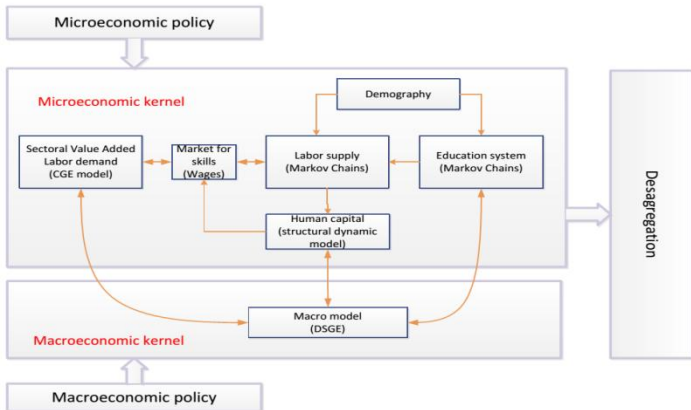 Microeconomic policy
Microeconomic kernel
Demography
Sectoral Value Added
Labor demand
(CGE model)
Market for
skills
(Wages)
Labor supply
(Markov Chains)
Education system
(Markov Chains)
Human capital
(structural dynamic
model)
Desagregation
Macro model
(DSGE)
Macroeconomic kernel
Macroeconomic policy